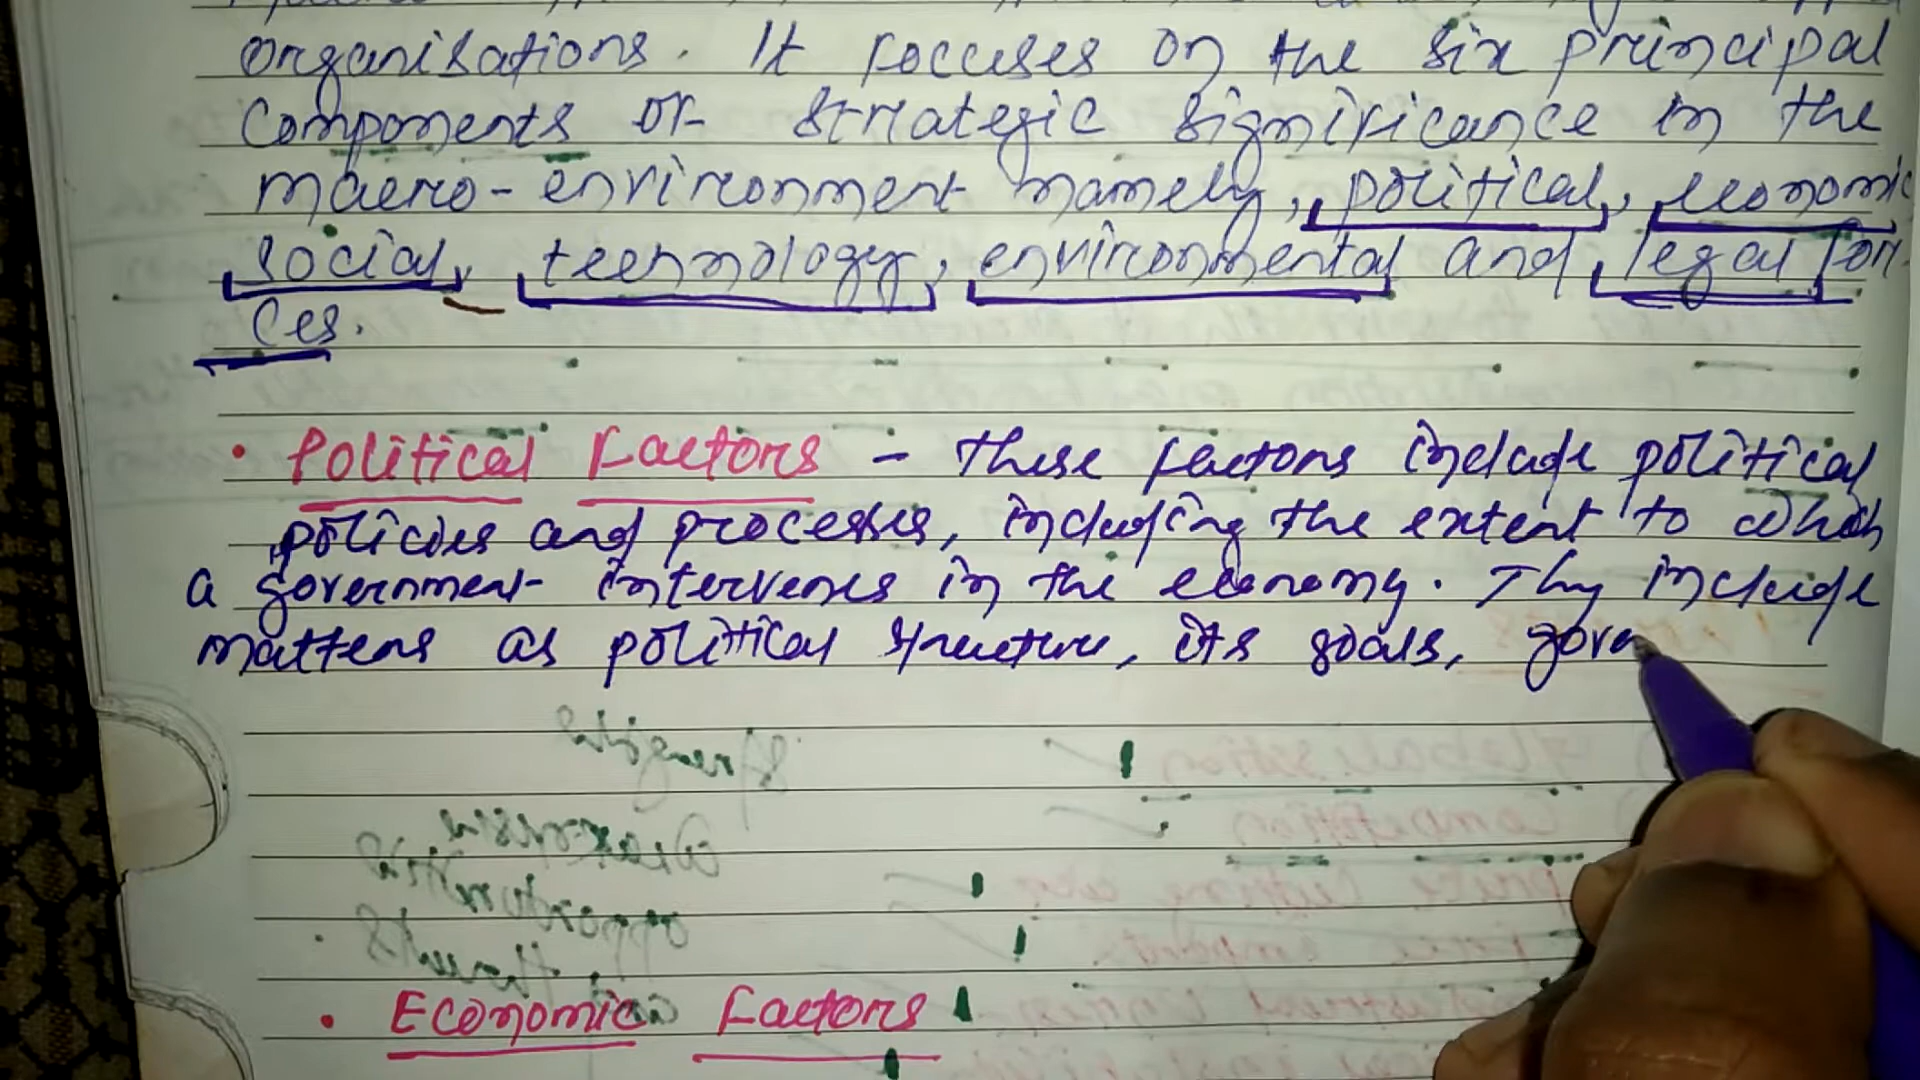 organisations. It focuses on the six principal
components of strategic significance in the
macro-environment namely, political, economic
social, technology, environmental and legal for
ces.
• Political Factors - These factors include political
policies and processes, including the extent to which
a government intervenes in the economy. They include
matters as political structure, its goals, gove
• Economic Factors